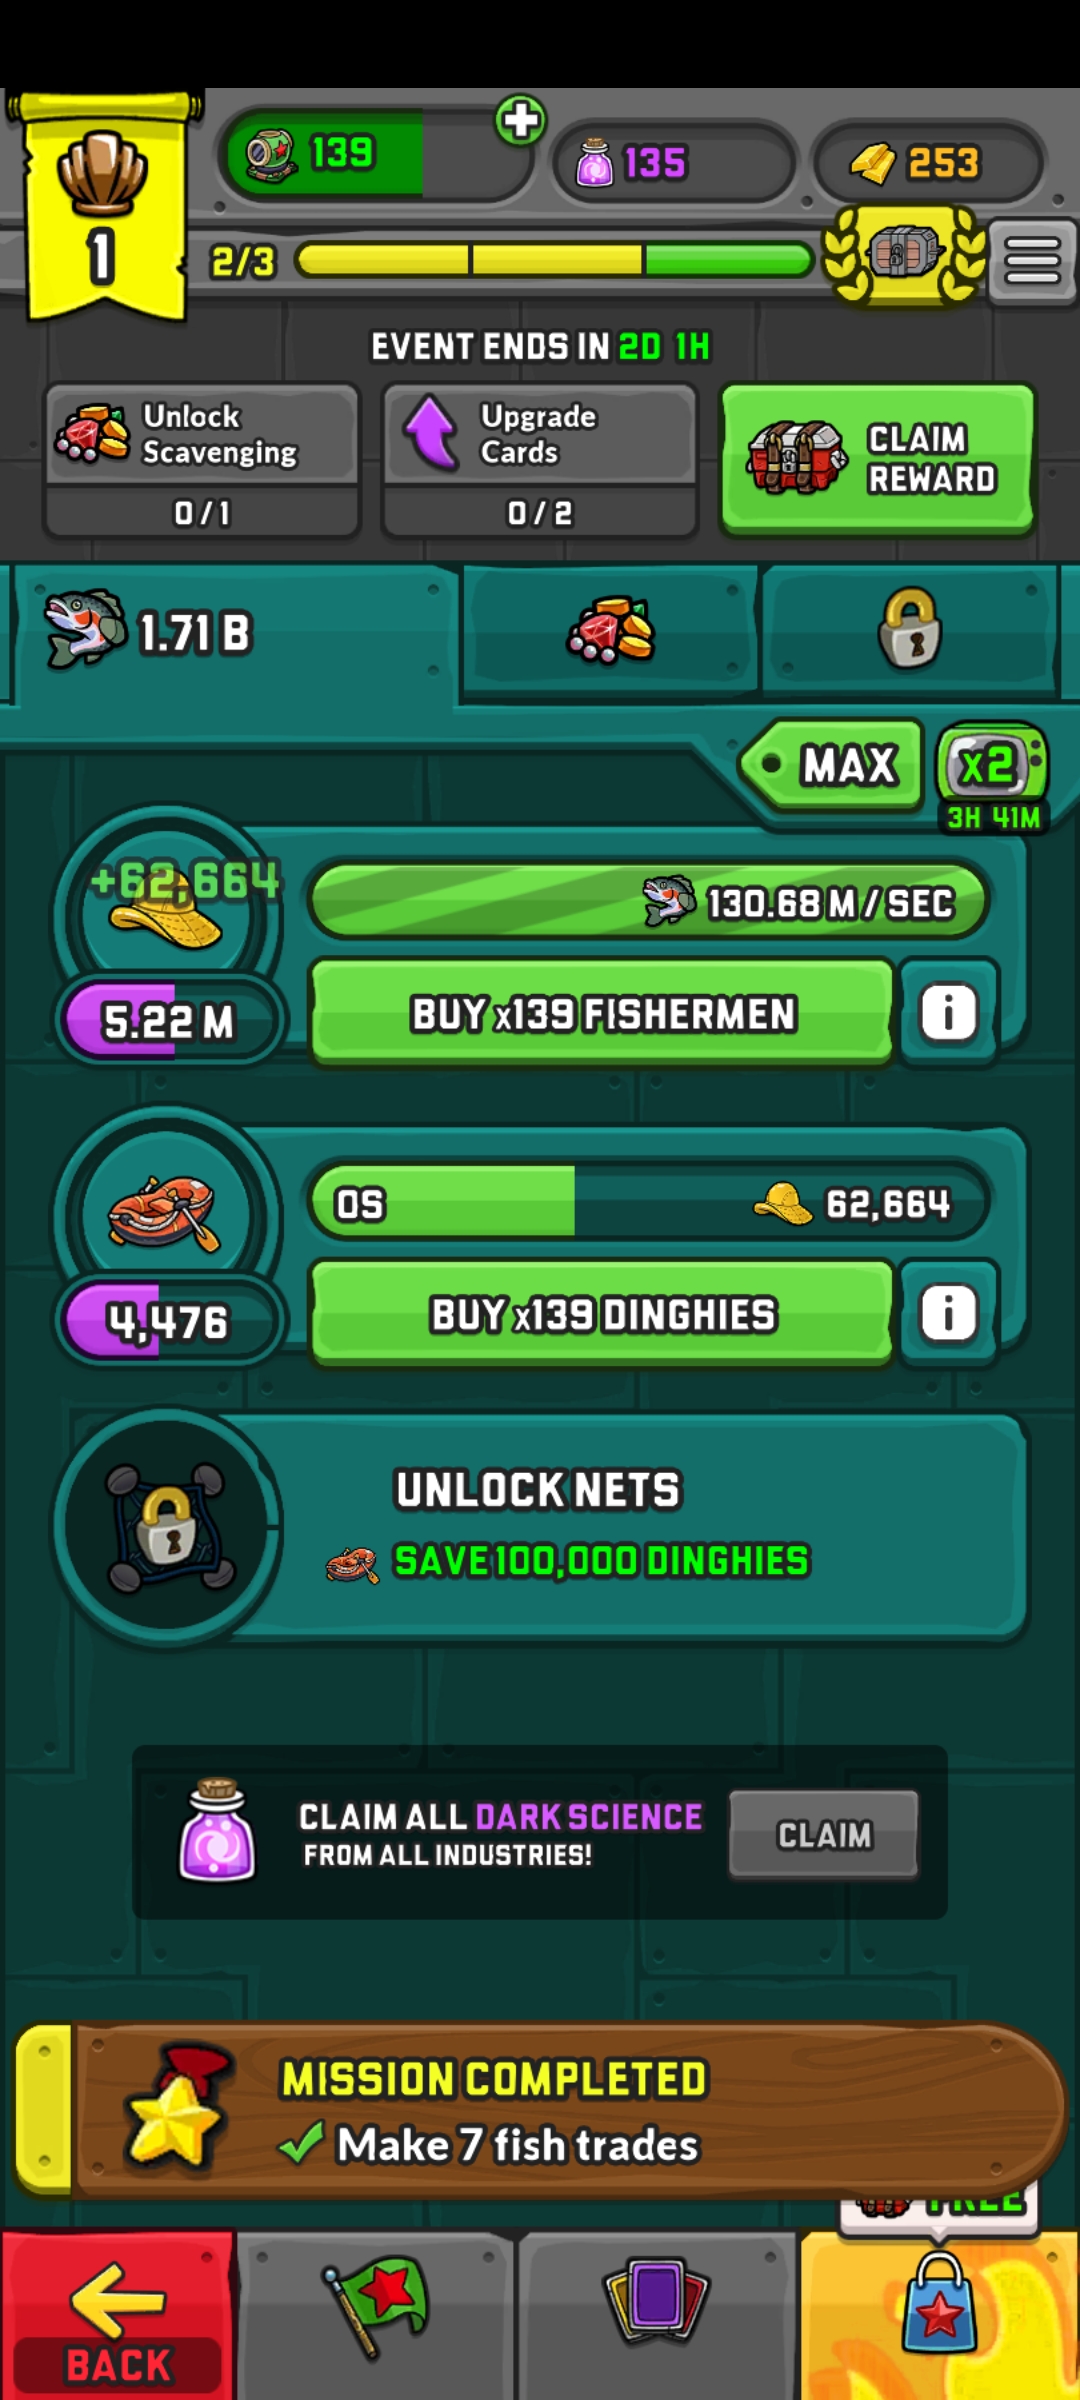 139
135
253
1
2/3
EVENT ENDS IN 2D 1H
Unlock
Scavenging
0/1
Upgrade
Cards
0/2
CLAIM
REWARD
1.71 B
MAX
x2
3H 41M
+62,664
130.68 M / SEC
5.22 M
BUY x139 FISHERMEN
i
0S
62,664
4,476
BUY x139 DINGHIES
i
UNLOCK NETS
SAVE 100,000 DINGHIES
CLAIM ALL DARK SCIENCE
FROM ALL INDUSTRIES!
CLAIM
MISSION COMPLETED
Make 7 fish trades
FREE
BACK